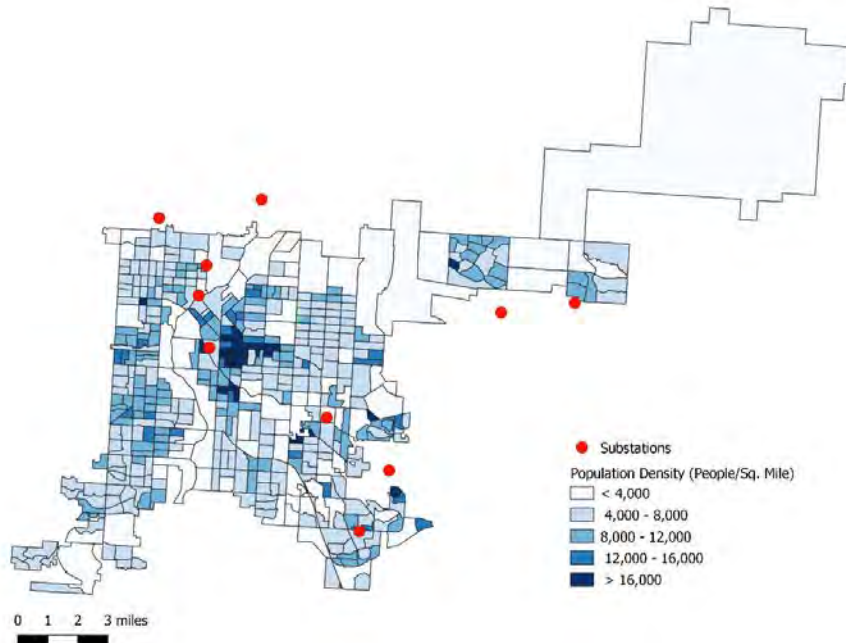 Substations
Population Density (People/Sq. Mile)
< 4,000
4,000 - 8,000
8,000 - 12,000
12,000 - 16,000
> 16,000
0 1 2 3 miles